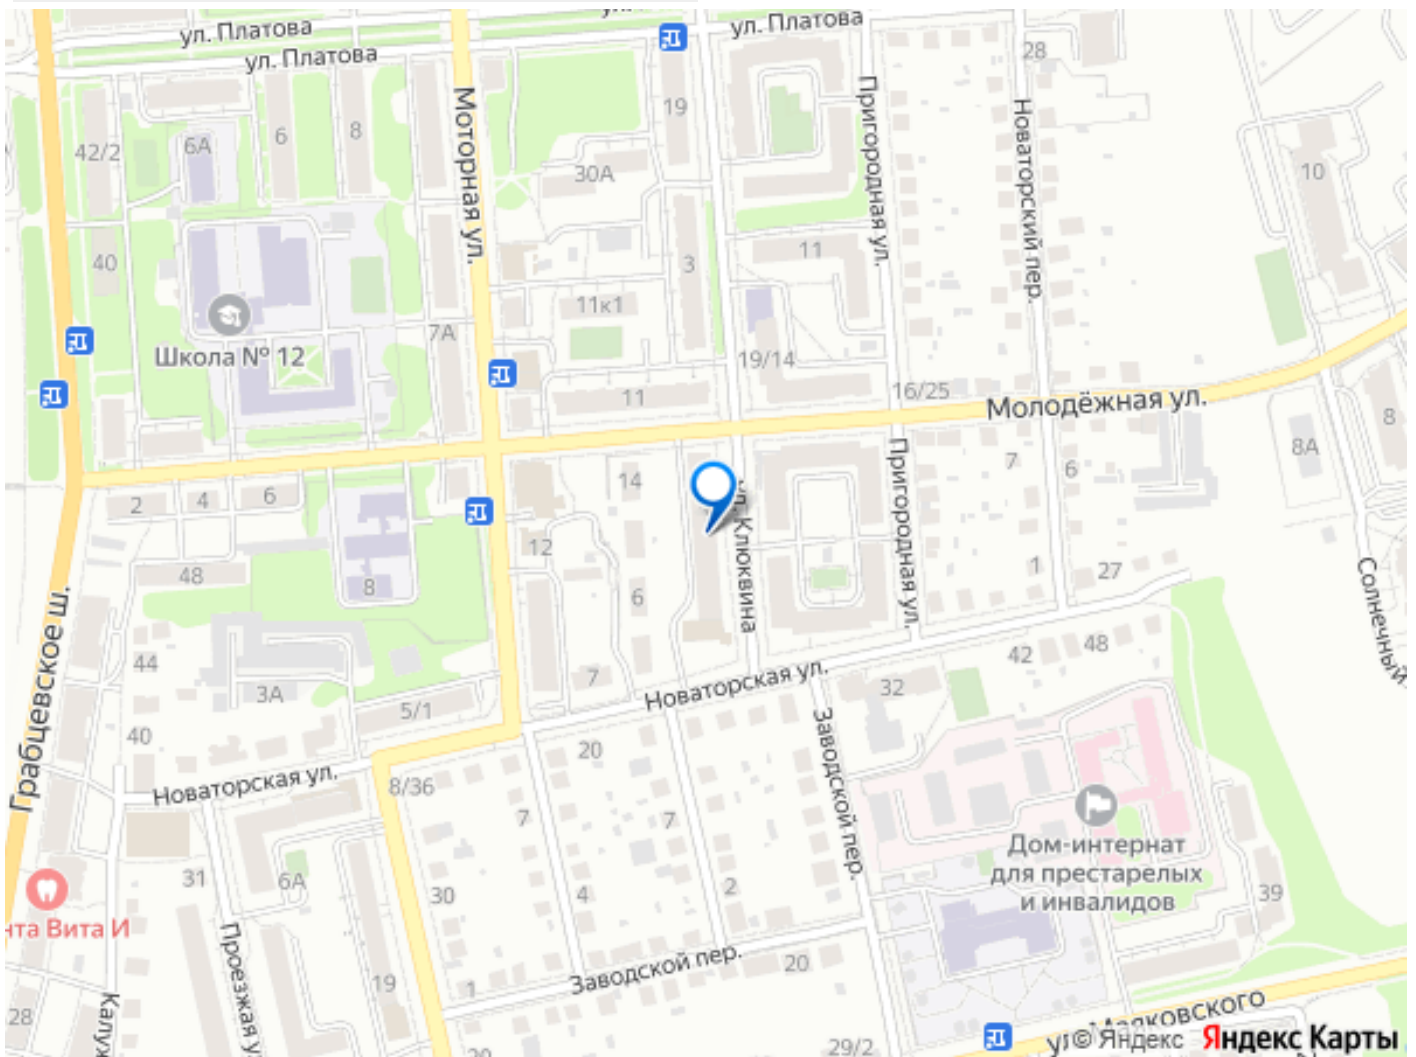 ул. Платова
ул. Платова
ул. Платова
28
19
42/2
6А
6
8
30А
10
Моторная ул.
Пригородная ул.
Новаторский пер.
40
3
11
11к1
7А
Школа № 12
19/14
11
16/25
Молодёжная ул.
8
8А
2
4
6
14
7
6
12
ул. Клюквина
Пригородная ул.
48
8
6
1
27
Солнечный
Грабцевское ш.
44
3А
5/1
7
Новаторская ул.
42
48
32
40
20
Заводской пер.
Новаторская ул.
8/36
7
7
Дом-интернат
для престарелых
и инвалидов
31
6А
30
4
2
39
нта Вита И
Проезжая у
19
1
Заводской пер.
20
28
Калуж
29/2
Маяковского
© Яндекс Яндекс Карты